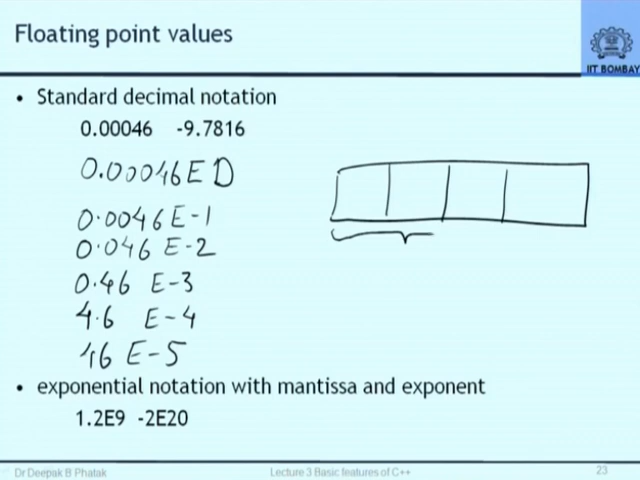 Floating point values
IIT BOMBAY
• Standard decimal notation
0.00046 -9.7816
0.00046E0
0.0046E-1
0.046 E-2
0.46 E-3
4.6 E-4
46 E-5
• exponential notation with mantissa and exponent
1.2E9 -2E20
Dr Deepak B Phatak Lecture 3 Basic features of C++ 23